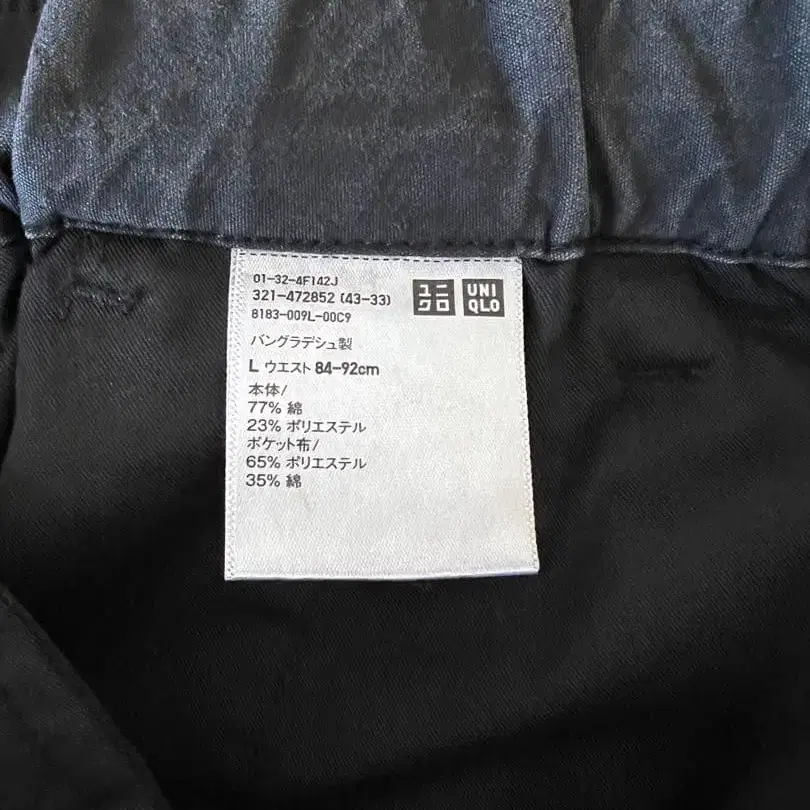 01-32-4F142J
321-472852 (43-33)
8183-009L-00C9
ユニ
クロ
UNI
QLO
バングラデシュ製
L ウエスト 84-92cm
本体/
77% 綿
23% ポリエステル
ポケット布/
65% ポリエステル
35% 綿